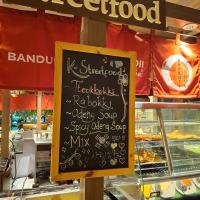 Streetfood
BANDU
K-Streetfood
- Tteokbokki
- Rabokki
- Odeng Soup
- Spicy Odeng Soup
- Mix